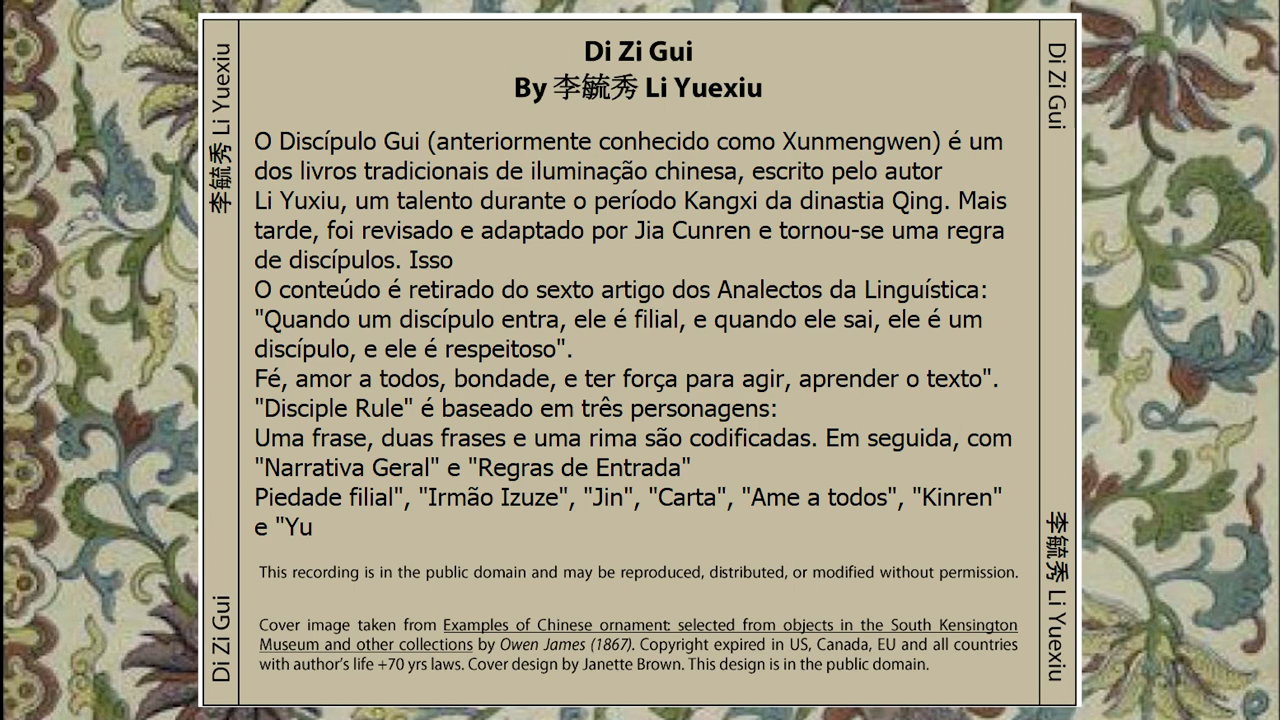 Di Zi Gui
By 李毓秀 Li Yuexiu
O Discípulo Gui (anteriormente conhecido como Xunmengwen) é um
dos livros tradicionais de iluminação chinesa, escrito pelo autor
Li Yuxiu, um talento durante o período Kangxi da dinastia Qing. Mais
tarde, foi revisado e adaptado por Jia Cunren e tornou-se uma regra
de discípulos. Isso
O conteúdo é retirado do sexto artigo dos Analectos da Linguística:
"Quando um discípulo entra, ele é filial, e quando ele sai, ele é um
discípulo, e ele é respeitoso".
Fé, amor a todos, bondade, e ter força para agir, aprender o texto".
"Disciple Rule" é baseado em três personagens:
Uma frase, duas frases e uma rima são codificadas. Em seguida, com
"Narrativa Geral" e "Regras de Entrada"
Piedade filial", "Irmão Izuze", "Jin", "Carta", "Ame a todos", "Kinren"
e "Yu
This recording is in the public domain and may be reproduced, distributed, or modified without permission.
Cover image taken from Examples of Chinese ornament: selected from objects in the South Kensington
Museum and other collections by Owen James (1867). Copyright expired in US, Canada, EU and all countries
with author's life +70 yrs laws. Cover design by Janette Brown. This design is in the public domain.
李毓秀 Li Yuexiu
Di Zi Gui
Di Zi Gui
李毓秀 Li Yuexiu